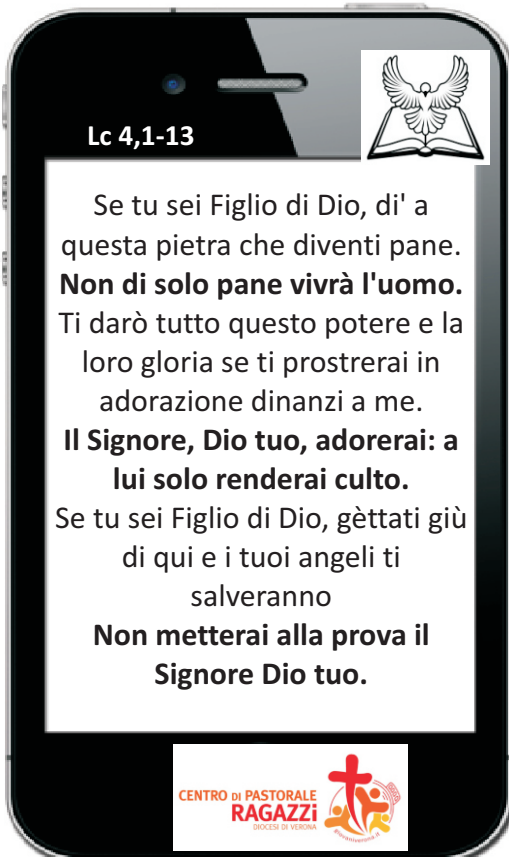 Lc 4,1-13
Se tu sei Figlio di Dio, di' a
questa pietra che diventi pane.
Non di solo pane vivrà l'uomo.
Ti darò tutto questo potere e la
loro gloria se ti prostrerai in
adorazione dinanzi a me.
Il Signore, Dio tuo, adorerai: a
lui solo renderai culto.
Se tu sei Figlio di Dio, gèttati giù
di qui e i tuoi angeli ti
salveranno
Non metterai alla prova il
Signore Dio tuo.
CENTRO DI PASTORALE
RAGAZZi
DIOCESI DI VERONA
giovaniverona.it